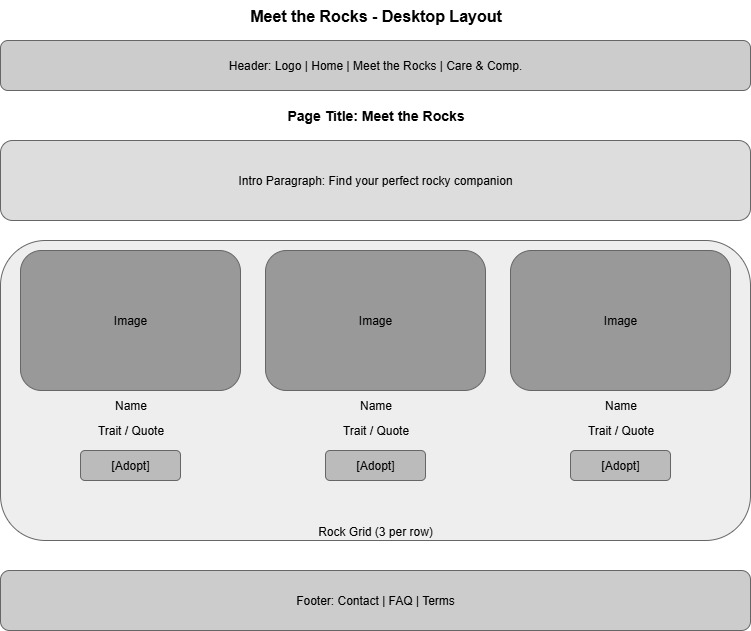 Meet the Rocks - Desktop Layout
Header: Logo | Home | Meet the Rocks | Care & Comp.
Page Title: Meet the Rocks
Intro Paragraph: Find your perfect rocky companion
Image Image Image
Name Name Name
Trait / Quote Trait / Quote Trait / Quote
[Adopt] [Adopt] [Adopt]
Rock Grid (3 per row)
Footer: Contact | FAQ | Terms